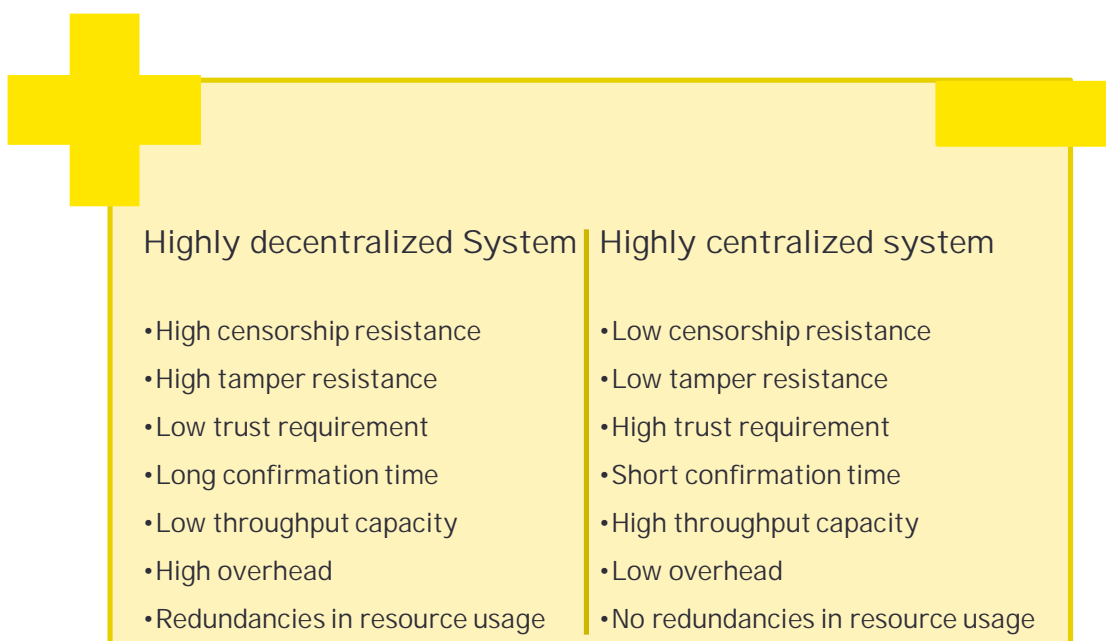 Highly decentralized System
•High censorship resistance
•High tamper resistance
•Low trust requirement
•Long confirmation time
•Low throughput capacity
•High overhead
•Redundancies in resource usage
Highly centralized system
•Low censorship resistance
•Low tamper resistance
•High trust requirement
•Short confirmation time
•High throughput capacity
•Low overhead
•No redundancies in resource usage